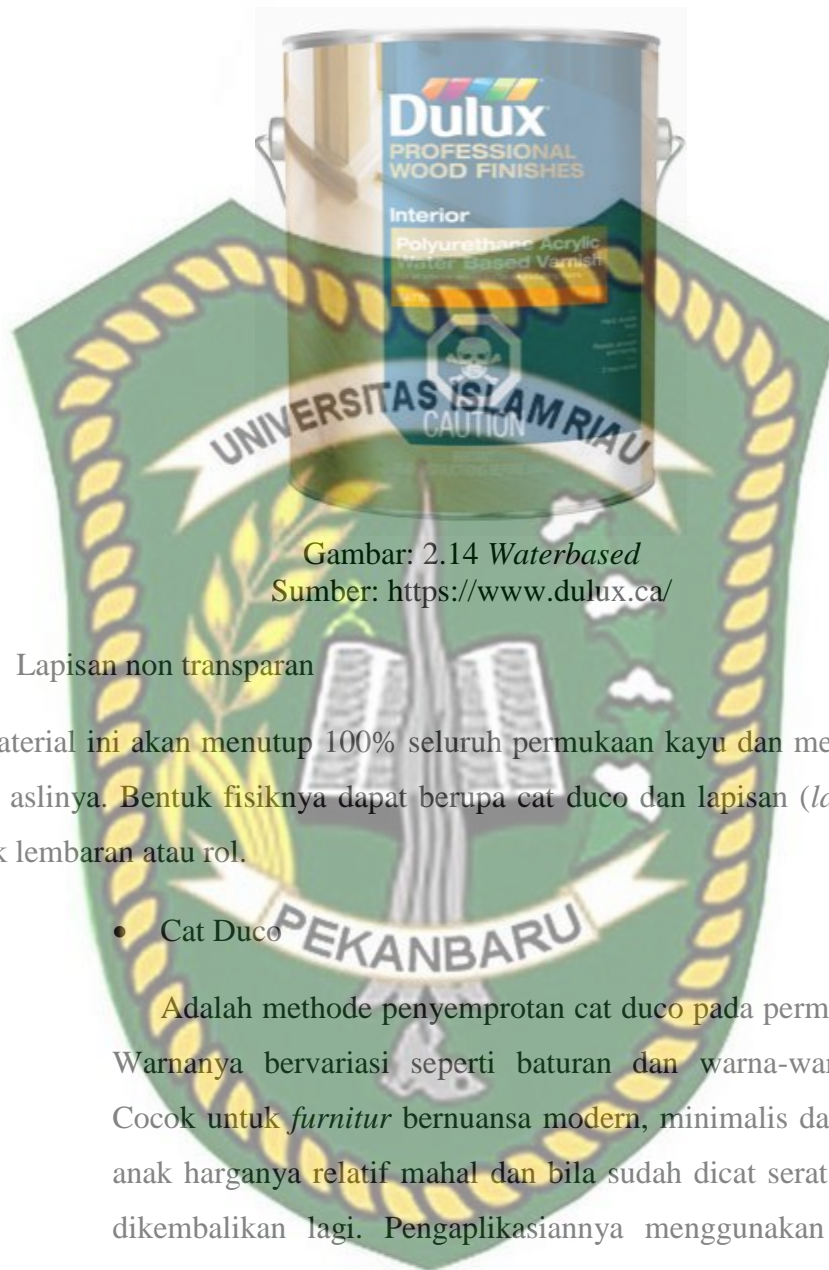 Dulux
PROFESSIONAL
WOOD FINISHES
Interior
Polyurethane Acrylic
Water Based Varnish
UNIVERSITAS ISLAM RIAU
CAUTION
Gambar: 2.14 Waterbased
Sumber: https://www.dulux.ca/
Lapisan non transparan
aterial ini akan menutup 100% seluruh permukaan kayu dan me
aslinya. Bentuk fisiknya dapat berupa cat duco dan lapisan (la
k lembaran atau rol.
• Cat Duco
PEKANBARU
Adalah methode penyemprotan cat duco pada perm
Warnanya bervariasi seperti baturan dan warna-war
Cocok untuk furnitur bernuansa modern, minimalis da
anak harganya relatif mahal dan bila sudah dicat serat
dikembalikan lagi. Pengaplikasiannya menggunakan